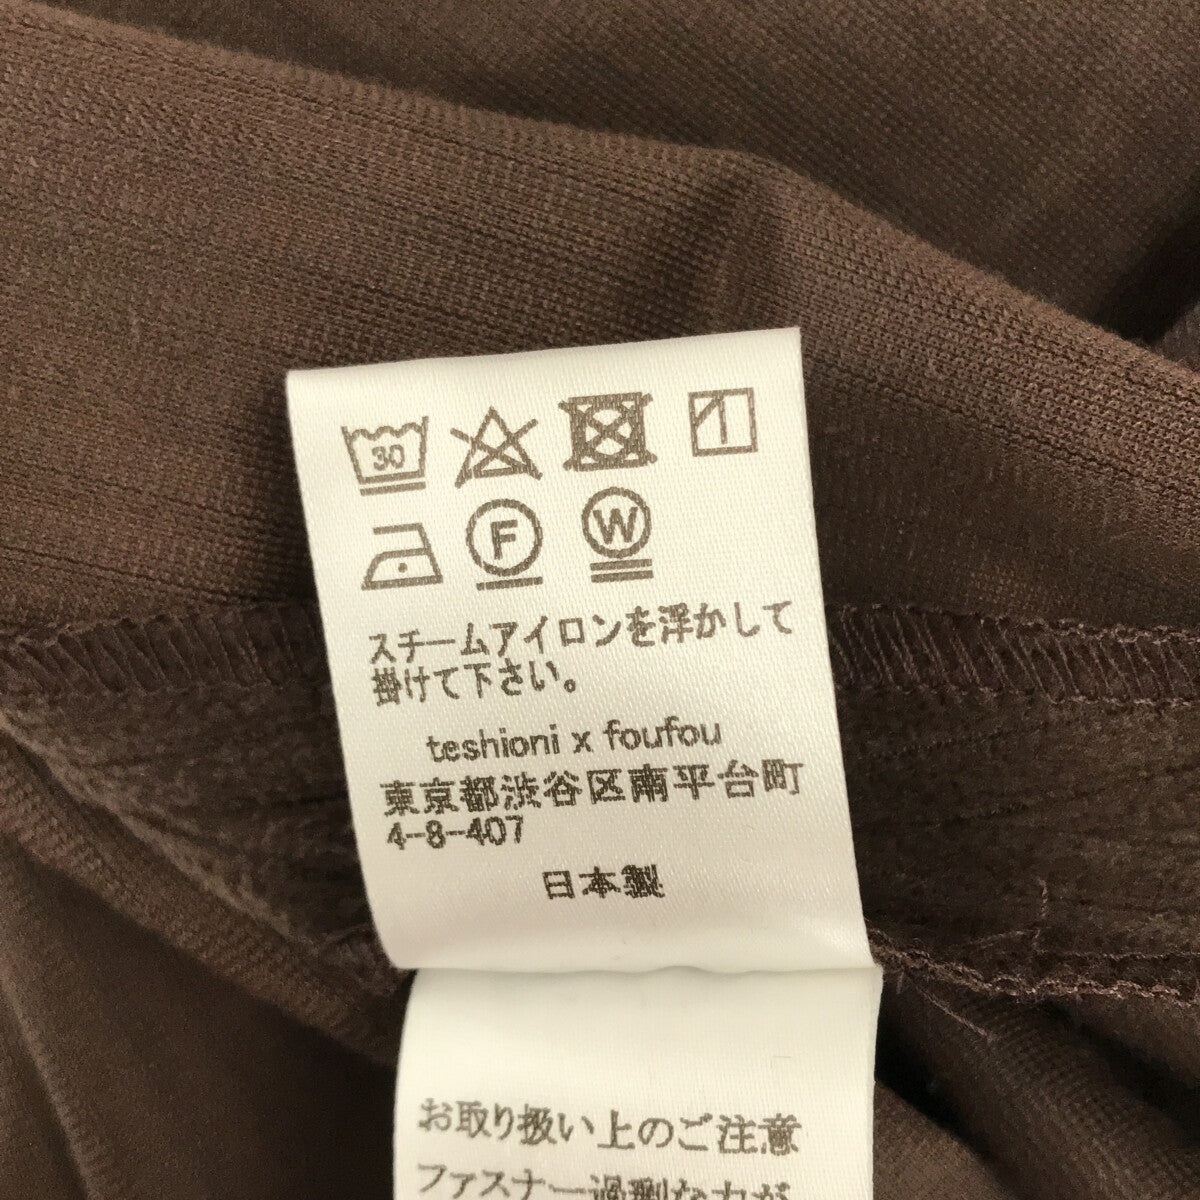 30
F W
スチームアイロンを浮かして
掛けて下さい。
teshioni x foufou
東京都渋谷区南平台町
4-8-407
日本製
お取り扱い上のご注意
ファスナー過剰な力が